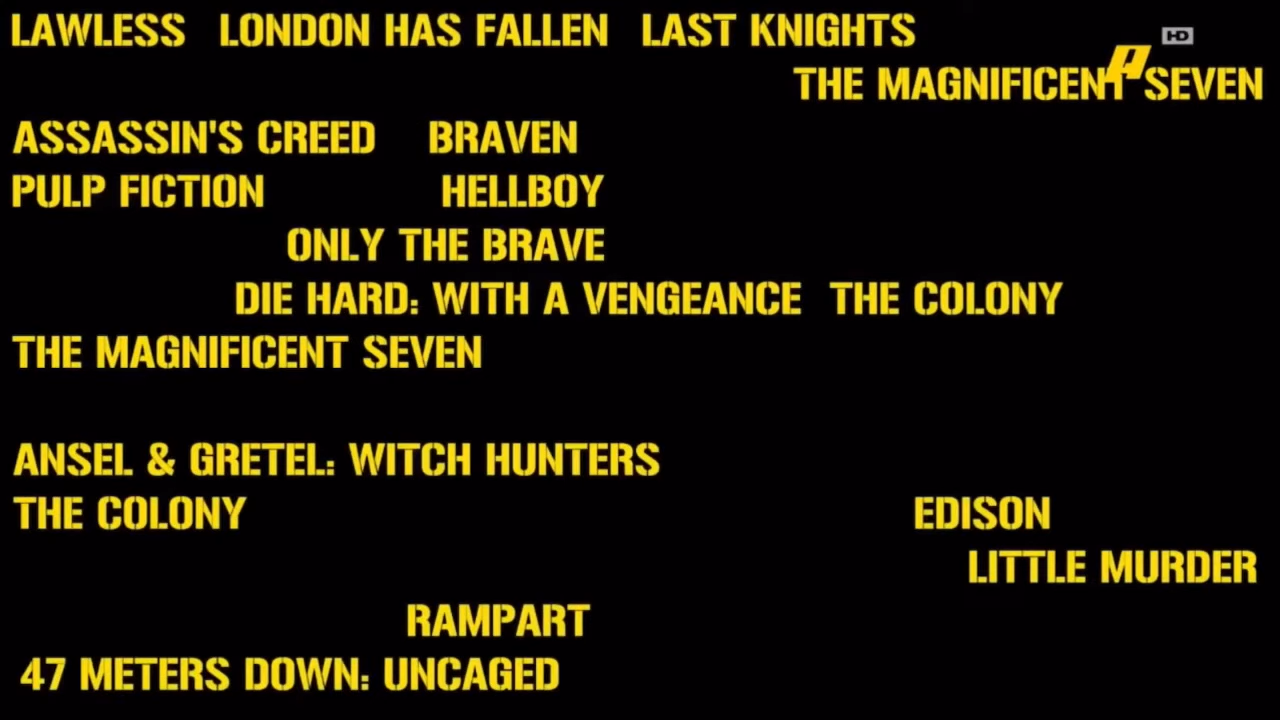 LAWLESS LONDON HAS FALLEN LAST KNIGHTS
HD
THE MAGNIFICENT SEVEN
ASSASSIN'S CREED BRAVEN
PULP FICTION HELLBOY
ONLY THE BRAVE
DIE HARD: WITH A VENGEANCE THE COLONY
THE MAGNIFICENT SEVEN
ANSEL & GRETEL: WITCH HUNTERS
THE COLONY EDISON
LITTLE MURDER
RAMPART
47 METERS DOWN: UNCAGED